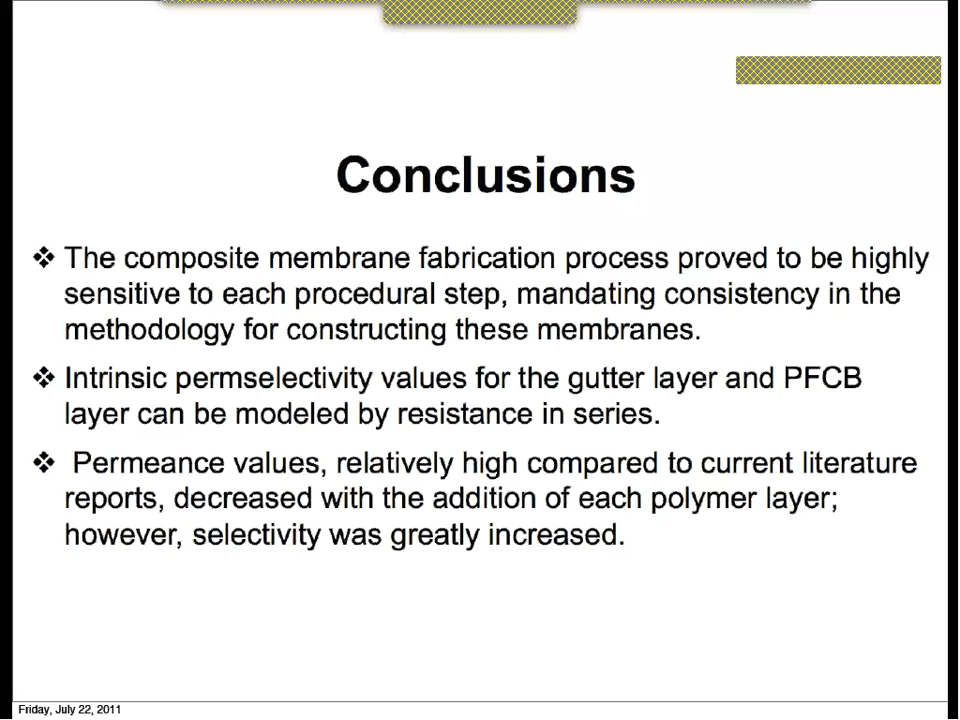 Conclusions
❖ The composite membrane fabrication process proved to be highly
sensitive to each procedural step, mandating consistency in the
methodology for constructing these membranes.
❖ Intrinsic permselectivity values for the gutter layer and PFCB
layer can be modeled by resistance in series.
❖ Permeance values, relatively high compared to current literature
reports, decreased with the addition of each polymer layer;
however, selectivity was greatly increased.
Friday, July 22, 2011